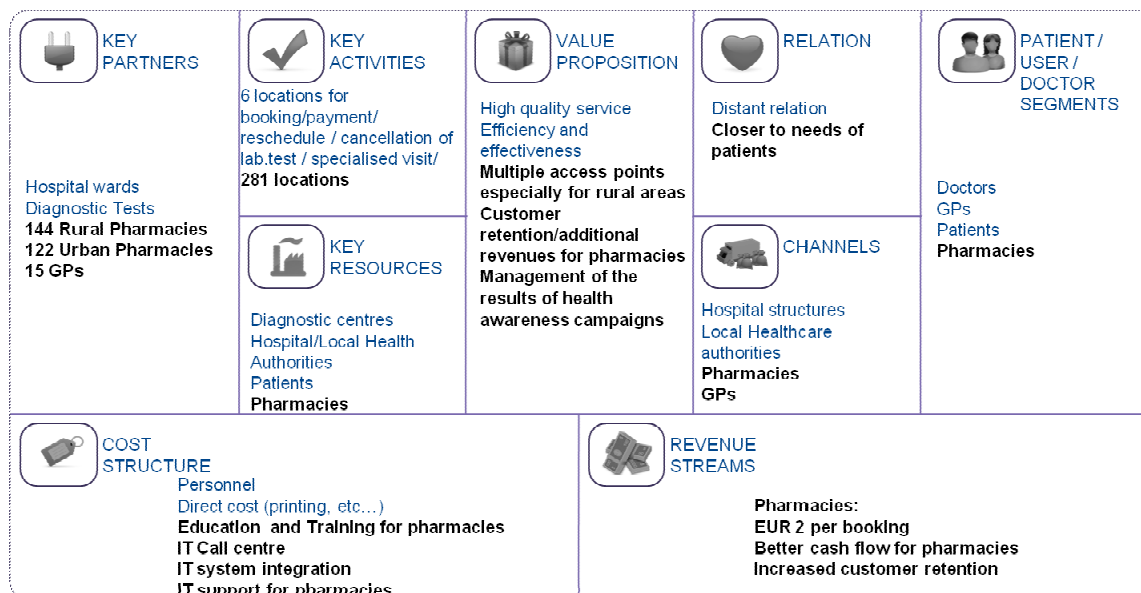 KEY
PARTNERS
Hospital wards
Diagnostic Tests
144 Rural Pharmacies
122 Urban Pharmacies
15 GPs
KEY
ACTIVITIES
6 locations for
booking/payment/
reschedule / cancellation of
lab.test / specialised visit/
281 locations
KEY
RESOURCES
Diagnostic centres
Hospital/Local Health
Authorities
Patients
Pharmacies
VALUE
PROPOSITION
High quality service
Efficiency and
effectiveness
Multiple access points
especially for rural areas
Customer
retention/additional
revenues for pharmacies
Management of the
results of health
awareness campaigns
RELATION
Distant relation
Closer to needs of
patients
CHANNELS
Hospital structures
Local Healthcare
authorities
Pharmacies
GPs
PATIENT /
USER /
DOCTOR
SEGMENTS
Doctors
GPs
Patients
Pharmacies
COST
STRUCTURE
Personnel
Direct cost (printing, etc…)
Education and Training for pharmacies
IT Call centre
IT system integration
IT support for pharmacies
REVENUE
STREAMS
Pharmacies:
EUR 2 per booking
Better cash flow for pharmacies
Increased customer retention